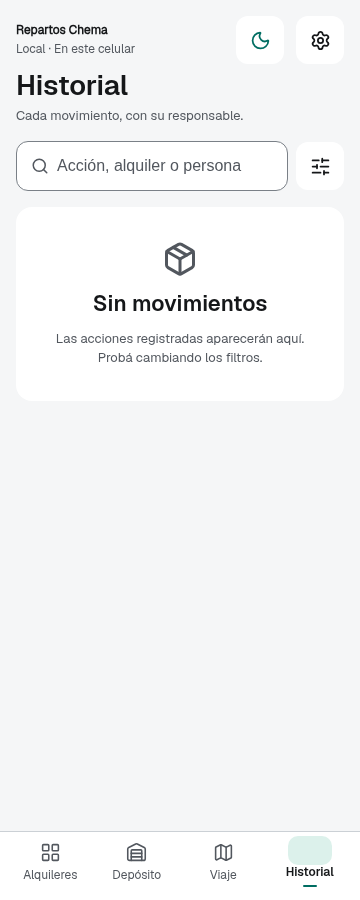 Repartos Chema
Local · En este celular
Historial
Cada movimiento, con su responsable.
Acción, alquiler o persona
Sin movimientos
Las acciones registradas aparecerán aquí.
Probá cambiando los filtros.
Alquileres
Depósito
Viaje
Historial